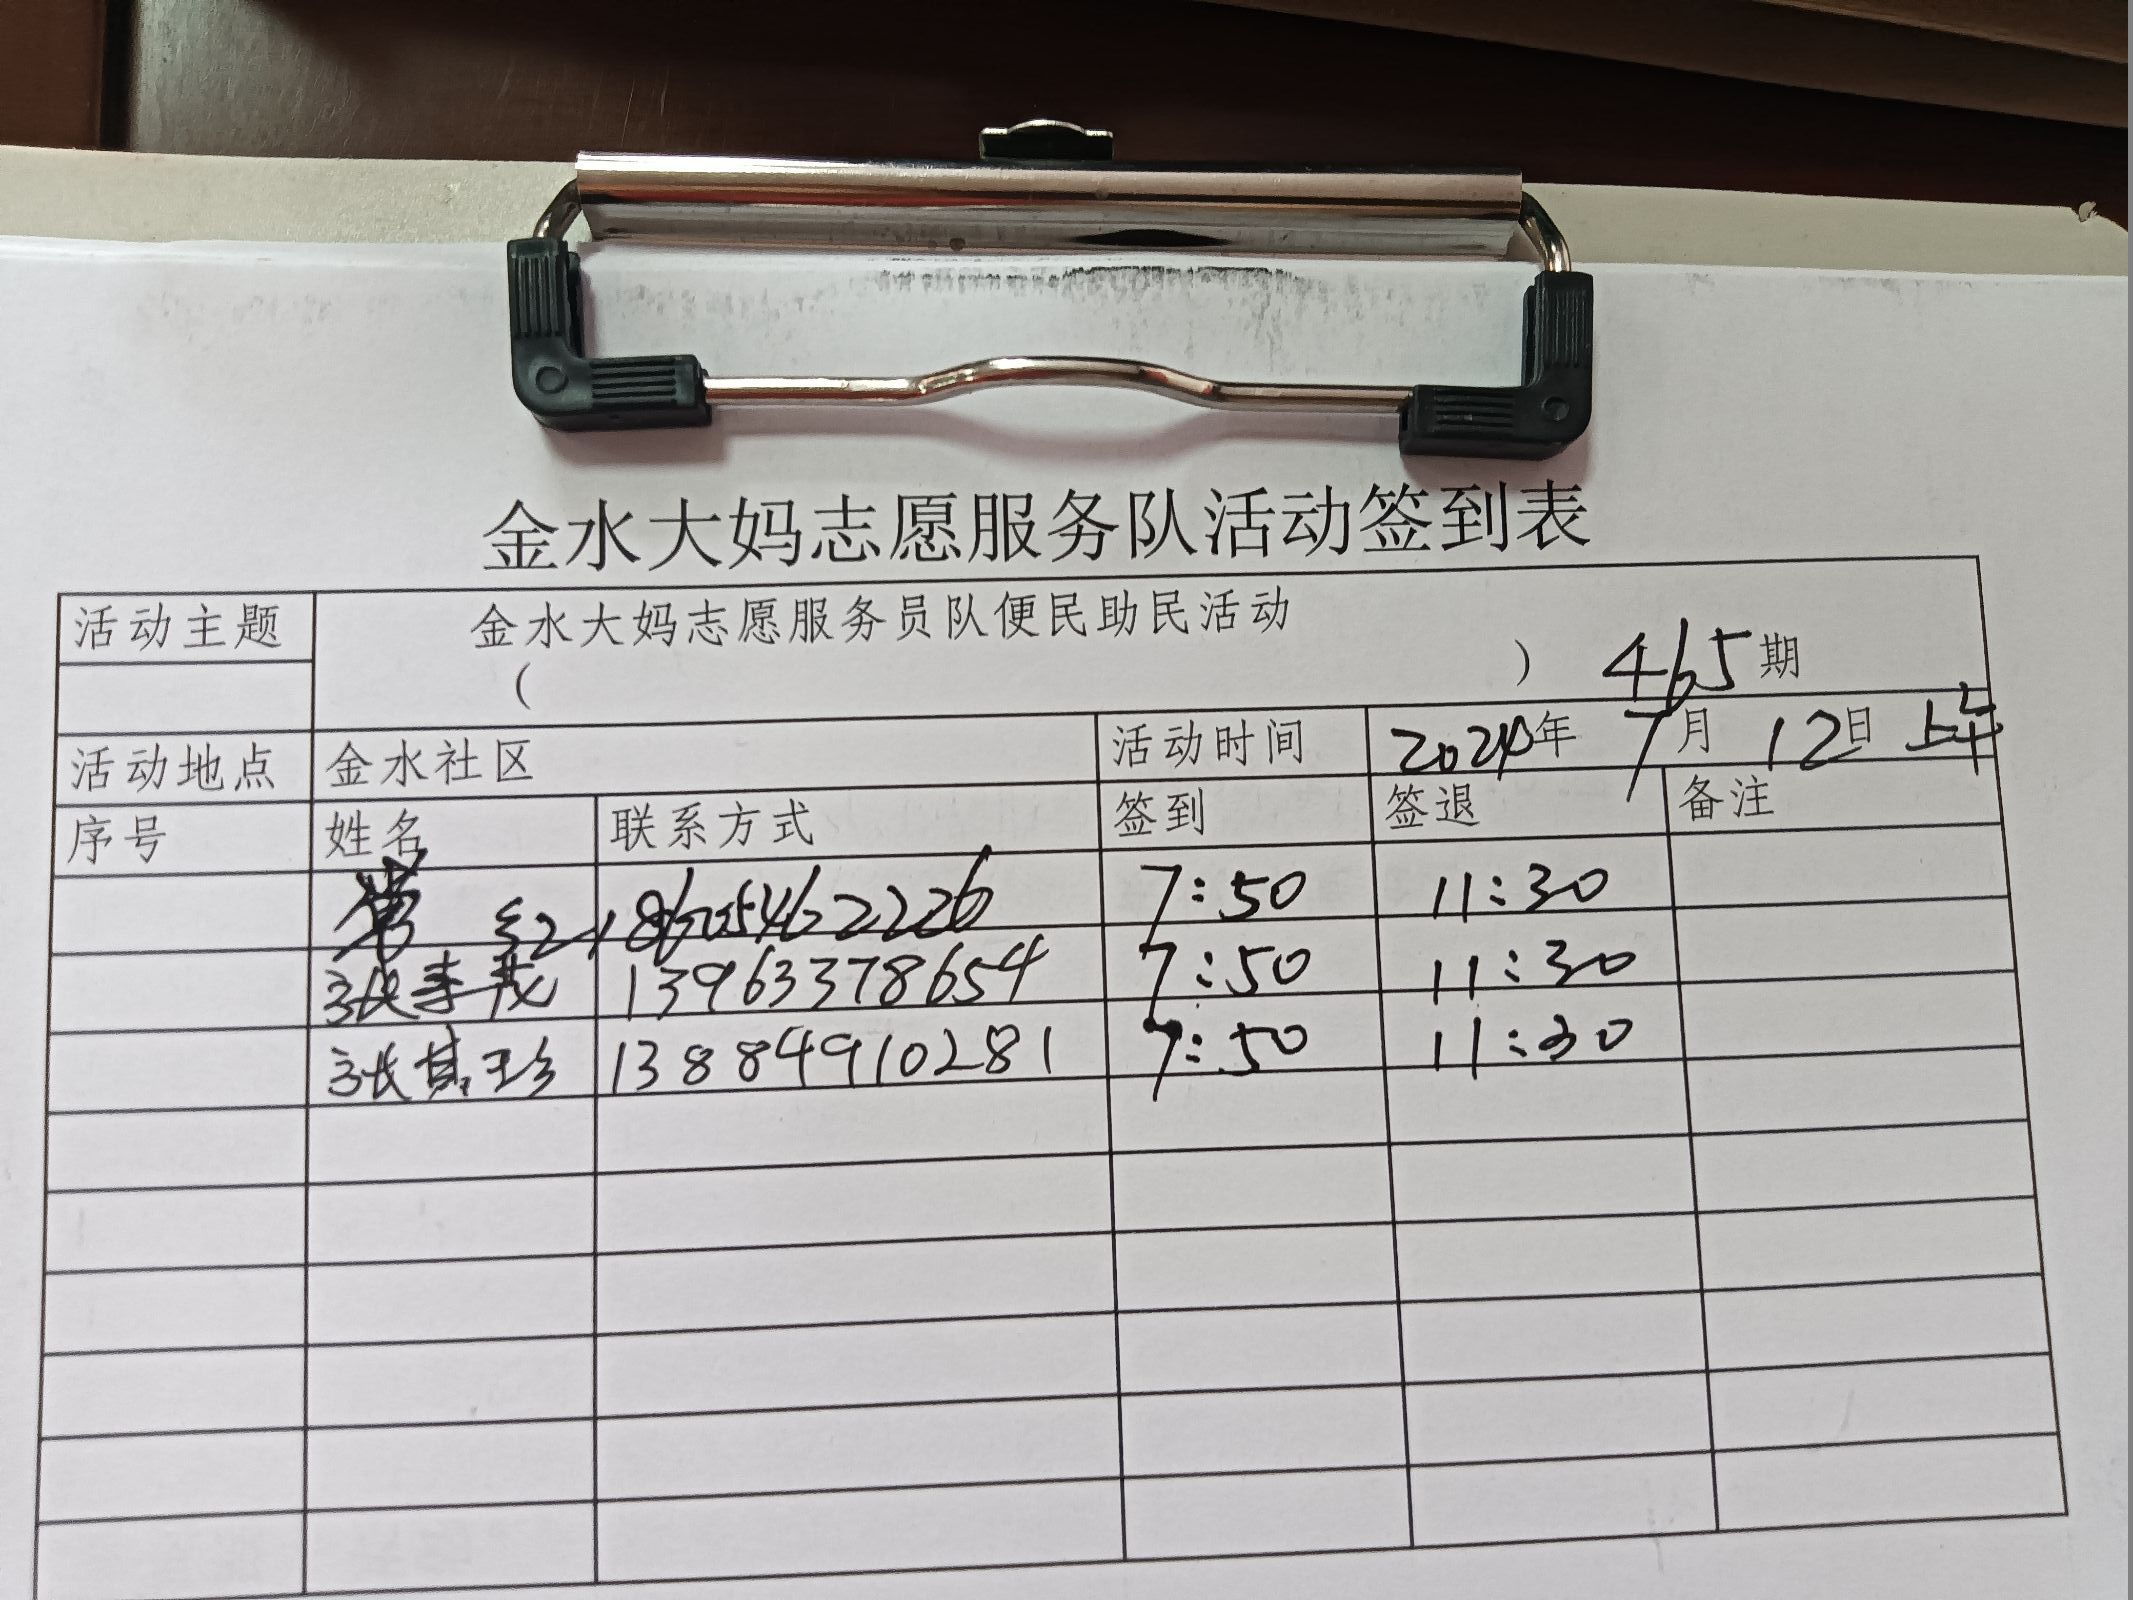 金水大妈志愿服务队活动签到表
活动主题 金水大妈志愿服务员队便民助民活动
( ) 465期
活动地点 金水社区 活动时间 2024年 7月 12日 上午
序号 姓名 联系方式 签到 签退 备注
红 18605462226 7:50 11:30
张 茂 13963378654 7:50 11:30
张其珍 13884910281 7:50 11:30